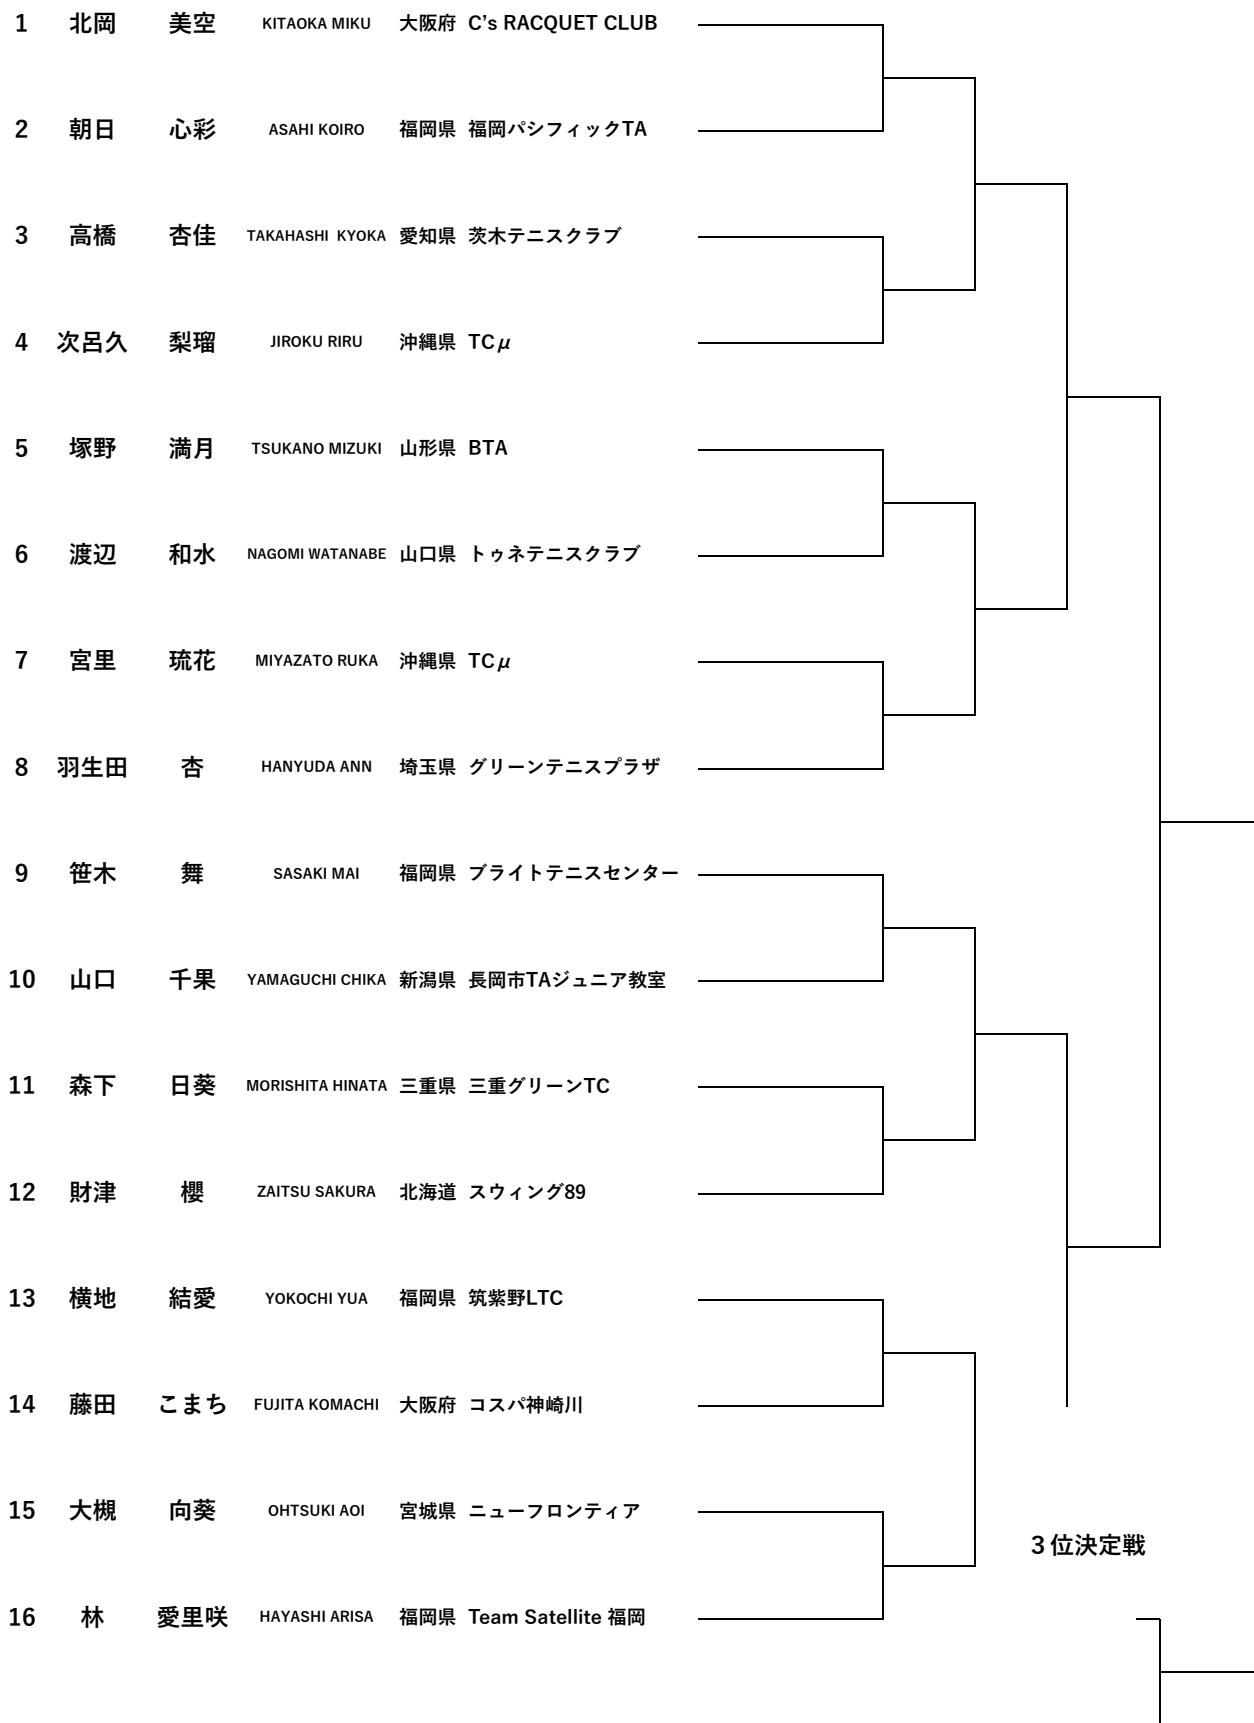 1 北岡 美空 KITAOKA MIKU 大阪府 C's RACQUET CLUB
2 朝日 心彩 ASAHI KOIRO 福岡県 福岡パシフィックTA
3 高橋 杏佳 TAKAHASHI KYOKA 愛知県 茨木テニスクラブ
4 次呂久 梨瑠 JIROKU RIRU 沖縄県 TCμ
5 塚野 満月 TSUKANO MIZUKI 山形県 BTA
6 渡辺 和水 NAGOMI WATANABE 山口県 トゥネテニスクラブ
7 宮里 琉花 MIYAZATO RUKA 沖縄県 TCμ
8 羽生田 杏 HANYUDA ANN 埼玉県 グリーンテニスプラザ
9 笹木 舞 SASAKI MAI 福岡県 ブライトテニスセンター
10 山口 千果 YAMAGUCHI CHIKA 新潟県 長岡市TAジュニア教室
11 森下 日葵 MORISHITA HINATA 三重県 三重グリーンTC
12 財津 櫻 ZAITSU SAKURA 北海道 スウィング89
13 横地 結愛 YOKOCHI YUA 福岡県 筑紫野LTC
14 藤田 こまち FUJITA KOMACHI 大阪府 コスパ神崎川
15 大槻 向葵 OHTSUKI AOI 宮城県 ニューフロンティア
３位決定戦
16 林 愛里咲 HAYASHI ARISA 福岡県 Team Satellite 福岡